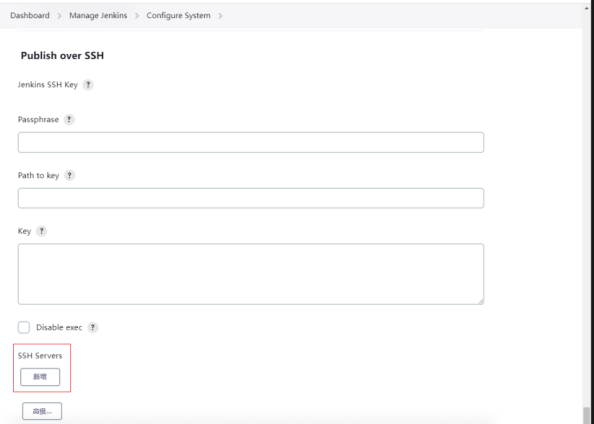 Dashboard > Manage Jenkins > Configure System >
Publish over SSH
Jenkins SSH Key ?
Passphrase ?
Path to key ?
Key ?
Disable exec ?
SSH Servers
新增
高级...